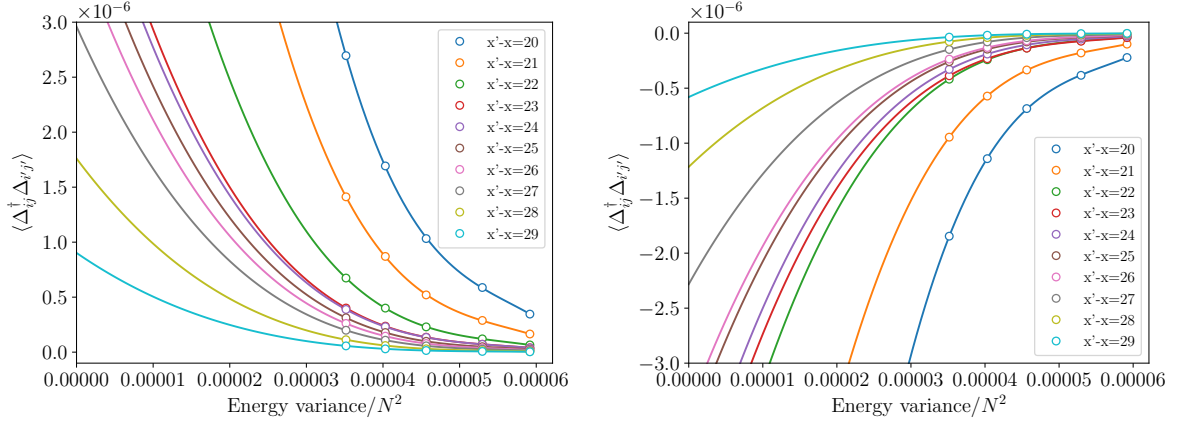 ×10⁻⁶
3.0
2.5
2.0
1.5
1.0
0.5
0.0
⟨Δ†ᵢⱼΔᵢ′ⱼ′⟩
x'-x=20
x'-x=21
x'-x=22
x'-x=23
x'-x=24
x'-x=25
x'-x=26
x'-x=27
x'-x=28
x'-x=29
0.00000 0.00001 0.00002 0.00003 0.00004 0.00005 0.00006
Energy variance/N²
×10⁻⁶
0.0
−0.5
−1.0
−1.5
−2.0
−2.5
−3.0
⟨Δ†ᵢⱼΔᵢ′ⱼ′⟩
x'-x=20
x'-x=21
x'-x=22
x'-x=23
x'-x=24
x'-x=25
x'-x=26
x'-x=27
x'-x=28
x'-x=29
0.00000 0.00001 0.00002 0.00003 0.00004 0.00005 0.00006
Energy variance/N²